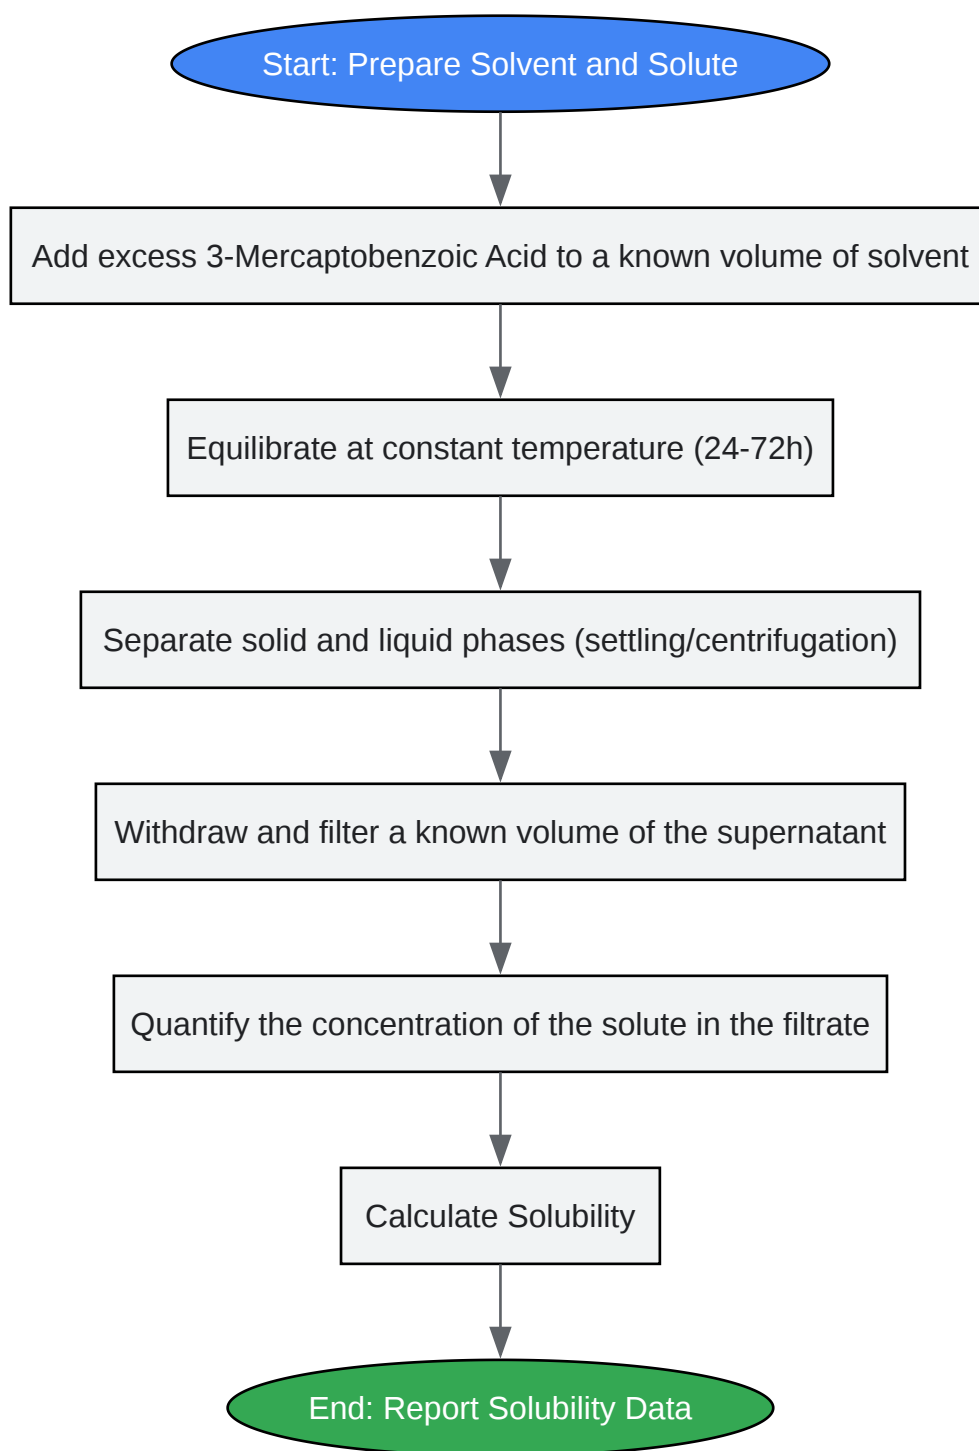 Start: Prepare Solvent and Solute
Add excess 3-Mercaptobenzoic Acid to a known volume of solvent
Equilibrate at constant temperature (24-72h)
Separate solid and liquid phases (settling/centrifugation)
Withdraw and filter a known volume of the supernatant
Quantify the concentration of the solute in the filtrate
Calculate Solubility
End: Report Solubility Data